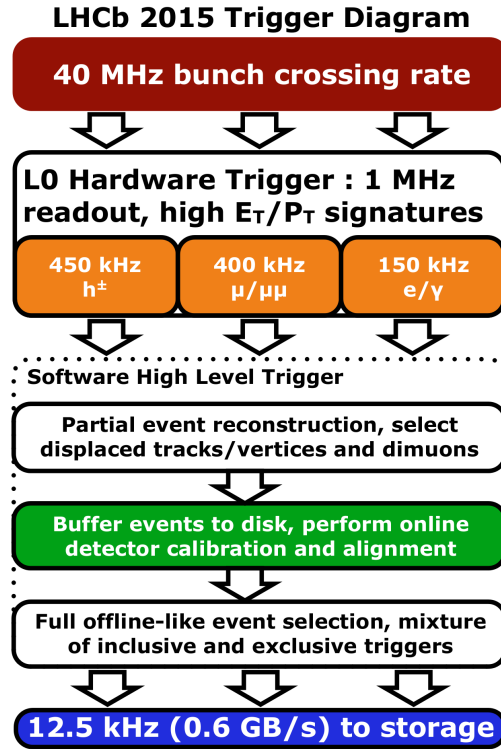 LHCb 2015 Trigger Diagram
40 MHz bunch crossing rate
L0 Hardware Trigger : 1 MHz
readout, high E_T/P_T signatures
450 kHz
h±
400 kHz
μ/μμ
150 kHz
e/γ
Software High Level Trigger
Partial event reconstruction, select
displaced tracks/vertices and dimuons
Buffer events to disk, perform online
detector calibration and alignment
Full offline-like event selection, mixture
of inclusive and exclusive triggers
12.5 kHz (0.6 GB/s) to storage